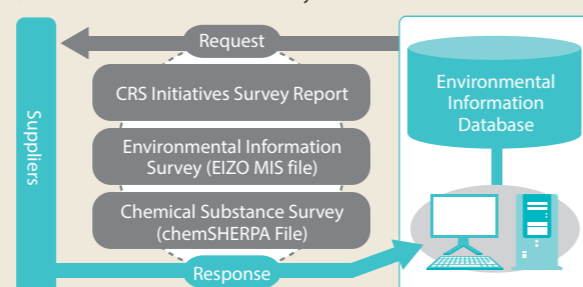 Request
CRS Initiatives Survey Report
Environmental Information
Survey (EIZO MIS file)
Chemical Substance Survey
(chemSHERPA File)
Response
Suppliers
Environmental
Information
Database